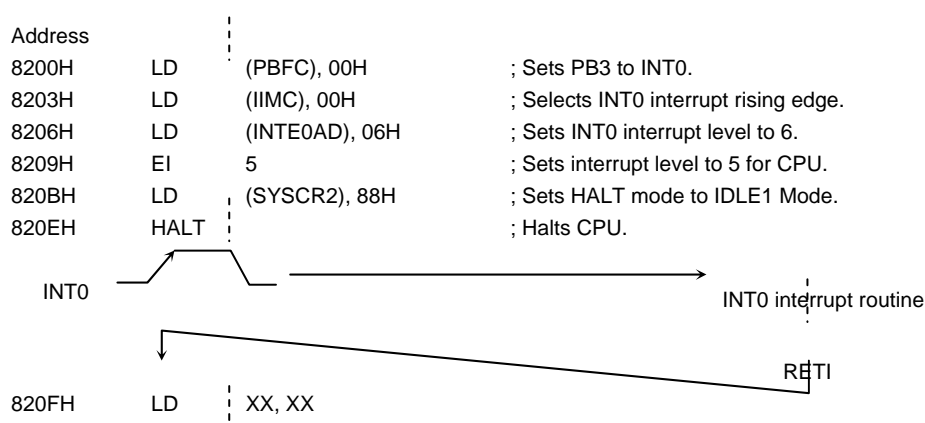 Address
8200H LD (PBFC), 00H ; Sets PB3 to INT0.
8203H LD (IIMC), 00H ; Selects INT0 interrupt rising edge.
8206H LD (INTE0AD), 06H ; Sets INT0 interrupt level to 6.
8209H EI 5 ; Sets interrupt level to 5 for CPU.
820BH LD (SYSCR2), 88H ; Sets HALT mode to IDLE1 Mode.
820EH HALT ; Halts CPU.
INT0
INT0 interrupt routine
RETI
820FH LD XX, XX